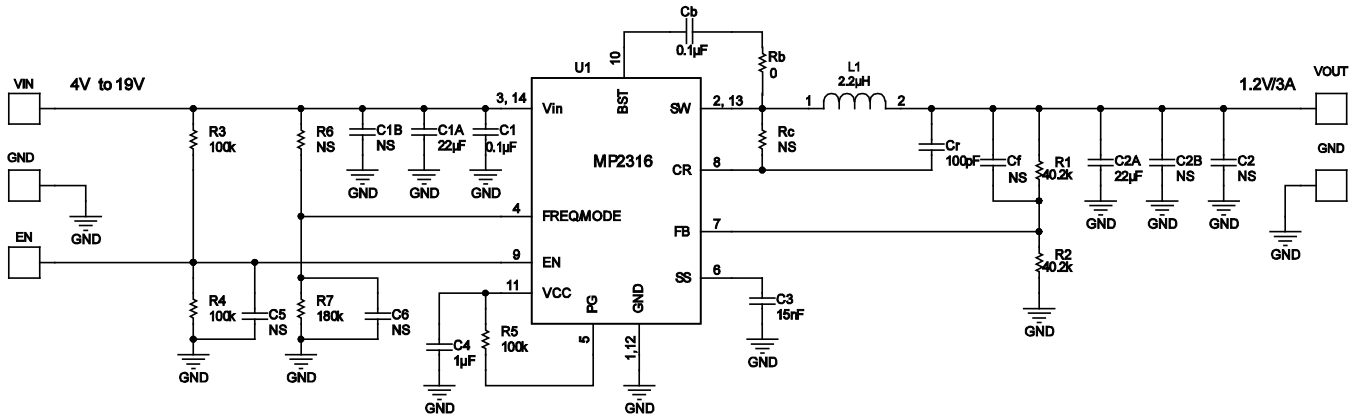 Cb
0.1µF
10
Rb
0
U1
L1
2.2µH
VIN
4V to 19V
3, 14
Vin
BST
SW
2, 13
1
2
1.2V/3A
VOUT
R3
100k
R6
NS
C1B
NS
C1A
22µF
C1
0.1µF
GND
GND
GND
MP2316
Rc
NS
Cr
100pF
CR
8
Cf
NS
R1
40.2k
C2A
22µF
C2B
NS
C2
NS
GND
GND
GND
GND
GND
GND
4
FREQ/MODE
FB
7
GND
EN
9
EN
SS
6
R2
40.2k
11
VCC
PG
GND
C3
15nF
R4
100k
C5
NS
R7
180k
C6
NS
C4
1µF
R5
100k
5
1,12
GND
GND
GND
GND
GND
GND